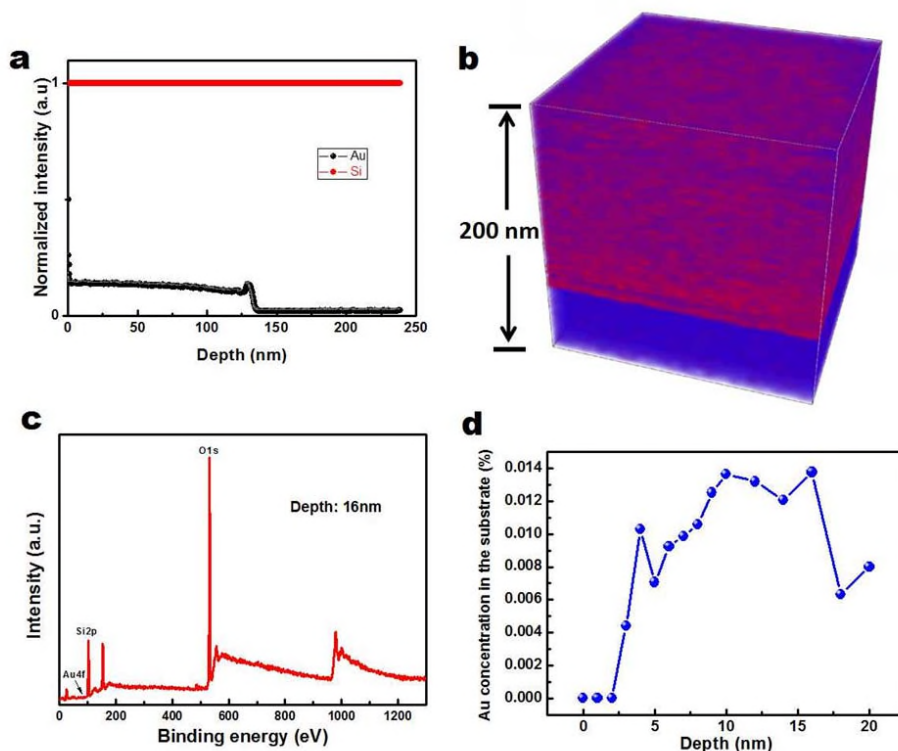 a
Normalized intensity (a.u)
1
0
Au
Si
0 50 100 150 200 250
Depth (nm)
b
200 nm
c
Intensity (a.u.)
O1s
Depth: 16nm
Si2p
Au4f
0 200 400 600 800 1000 1200
Binding energy (eV)
d
Au concentration in the substrate (%)
0.014
0.012
0.010
0.008
0.006
0.004
0.002
0.000
0 5 10 15 20
Depth (nm)